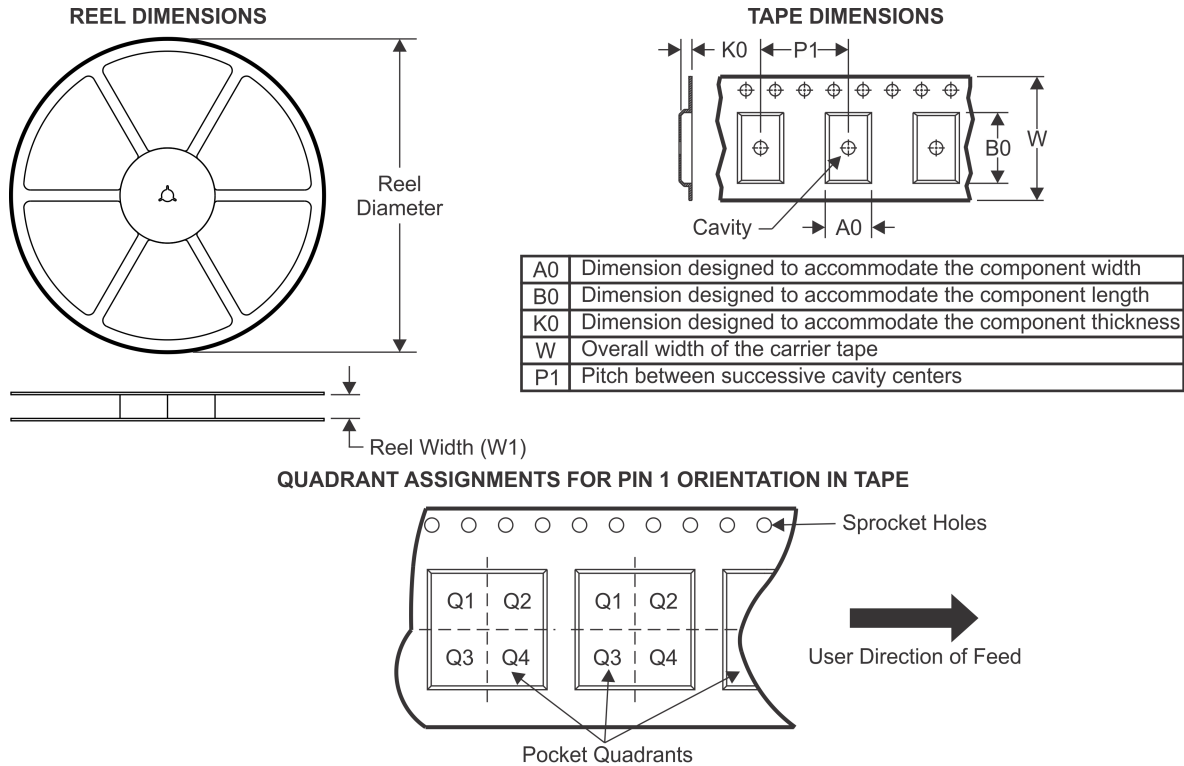 REEL DIMENSIONS
Reel
Diameter
Reel Width (W1)
TAPE DIMENSIONS
K0
P1
B0
W
Cavity
A0
A0 Dimension designed to accommodate the component width
B0 Dimension designed to accommodate the component length
K0 Dimension designed to accommodate the component thickness
W Overall width of the carrier tape
P1 Pitch between successive cavity centers
QUADRANT ASSIGNMENTS FOR PIN 1 ORIENTATION IN TAPE
Sprocket Holes
Q1 Q2 Q1 Q2
Q3 Q4 Q3 Q4
User Direction of Feed
Pocket Quadrants